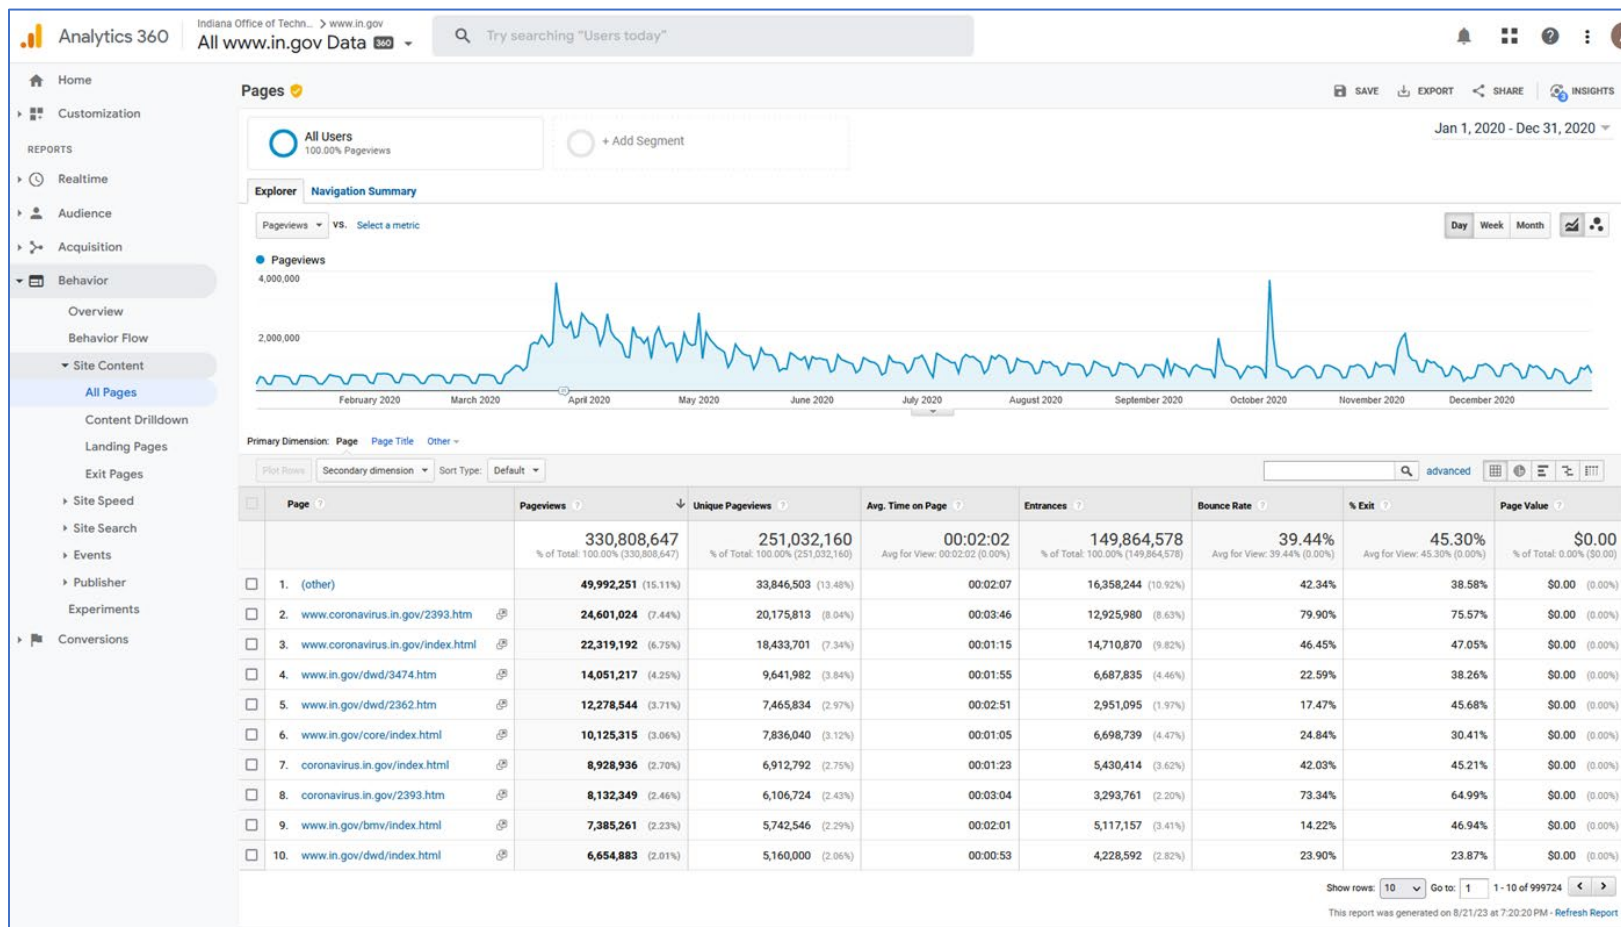 Analytics 360
Indiana Office of Techn... > www.in.gov
All www.in.gov Data 360
Try searching "Users today"
Home
Customization
REPORTS
Realtime
Audience
Acquisition
Behavior
Overview
Behavior Flow
Site Content
All Pages
Content Drilldown
Landing Pages
Exit Pages
Site Speed
Site Search
Events
Publisher
Experiments
Conversions
Pages
SAVE EXPORT SHARE INSIGHTS
All Users
100.00% Pageviews
+ Add Segment
Jan 1, 2020 - Dec 31, 2020
Explorer Navigation Summary
Pageviews VS. Select a metric
Day Week Month
Pageviews
4,000,000
2,000,000
February 2020 March 2020 April 2020 May 2020 June 2020 July 2020 August 2020 September 2020 October 2020 November 2020 December 2020
Primary Dimension: Page Page Title Other
Plot Rows Secondary dimension Sort Type: Default advanced
Page Pageviews Unique Pageviews Avg. Time on Page Entrances Bounce Rate % Exit Page Value
330,808,647 251,032,160 00:02:02 149,864,578 39.44% 45.30% $0.00
% of Total: 100.00% (330,808,647) % of Total: 100.00% (251,032,160) Avg for View: 00:02:02 (0.00%) % of Total: 100.00% (149,864,578) Avg for View: 39.44% (0.00%) Avg for View: 45.30% (0.00%) % of Total: 0.00% ($0.00)
1. (other) 49,992,251 (15.11%) 33,846,503 (13.48%) 00:02:07 16,358,244 (10.92%) 42.34% 38.58% $0.00 (0.00%)
2. www.coronavirus.in.gov/2393.htm 24,601,024 (7.44%) 20,175,813 (8.04%) 00:03:46 12,925,980 (8.63%) 79.90% 75.57% $0.00 (0.00%)
3. www.coronavirus.in.gov/index.html 22,319,192 (6.75%) 18,433,701 (7.34%) 00:01:15 14,710,870 (9.82%) 46.45% 47.05% $0.00 (0.00%)
4. www.in.gov/dwd/3474.htm 14,051,217 (4.25%) 9,641,982 (3.84%) 00:01:55 6,687,835 (4.46%) 22.59% 38.26% $0.00 (0.00%)
5. www.in.gov/dwd/2362.htm 12,278,544 (3.71%) 7,465,834 (2.97%) 00:02:51 2,951,095 (1.97%) 17.47% 45.68% $0.00 (0.00%)
6. www.in.gov/core/index.html 10,125,315 (3.06%) 7,836,040 (3.12%) 00:01:05 6,698,739 (4.47%) 24.84% 30.41% $0.00 (0.00%)
7. coronavirus.in.gov/index.html 8,928,936 (2.70%) 6,912,792 (2.75%) 00:01:23 5,430,414 (3.62%) 42.03% 45.21% $0.00 (0.00%)
8. coronavirus.in.gov/2393.htm 8,132,349 (2.46%) 6,106,724 (2.43%) 00:03:04 3,293,761 (2.20%) 73.34% 64.99% $0.00 (0.00%)
9. www.in.gov/bmv/index.html 7,385,261 (2.23%) 5,742,546 (2.29%) 00:02:01 5,117,157 (3.41%) 14.22% 46.94% $0.00 (0.00%)
10. www.in.gov/dwd/index.html 6,654,883 (2.01%) 5,160,000 (2.06%) 00:00:53 4,228,592 (2.82%) 23.90% 23.87% $0.00 (0.00%)
Show rows: 10 Go to: 1 1 - 10 of 999724
This report was generated on 8/21/23 at 7:20:20 PM - Refresh Report